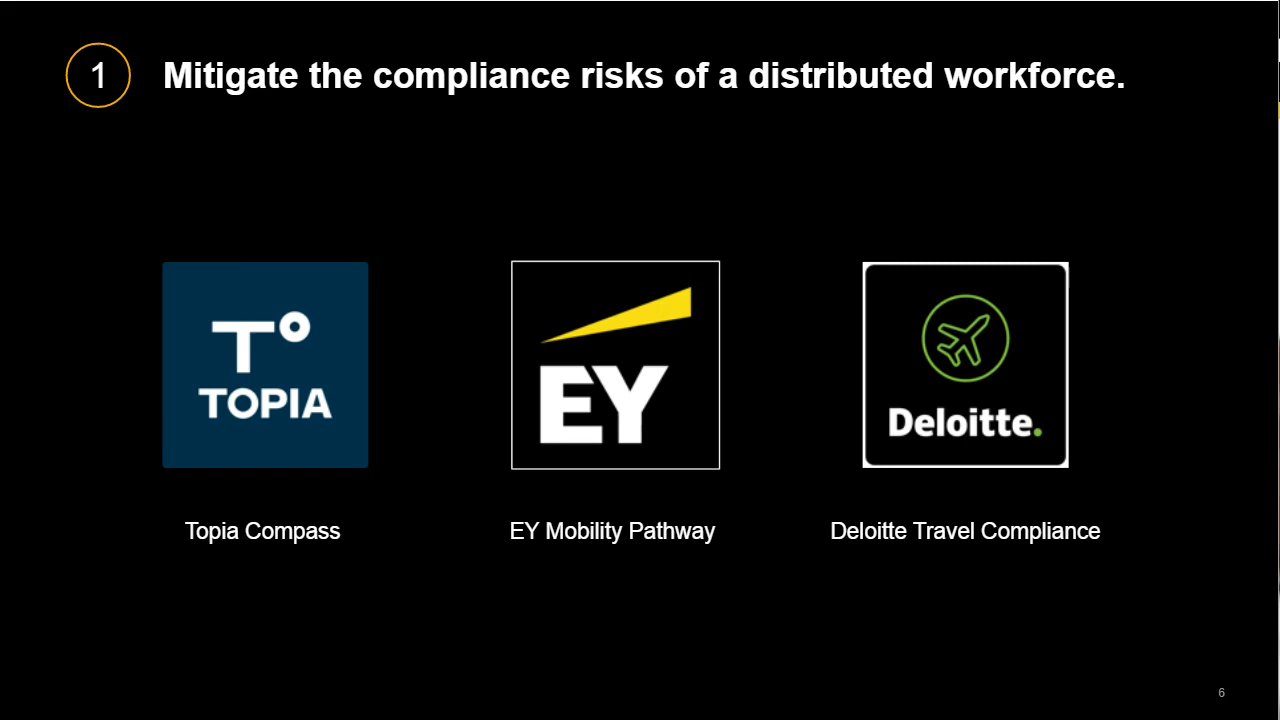 1
Mitigate the compliance risks of a distributed workforce.
T°
TOPIA
EY
Deloitte.
Topia Compass
EY Mobility Pathway
Deloitte Travel Compliance
6